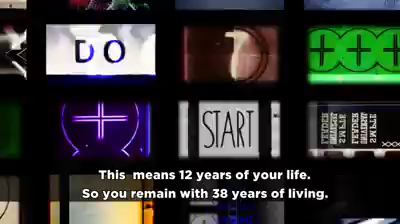 DO
START
This means 12 years of your life.
So you remain with 38 years of living.